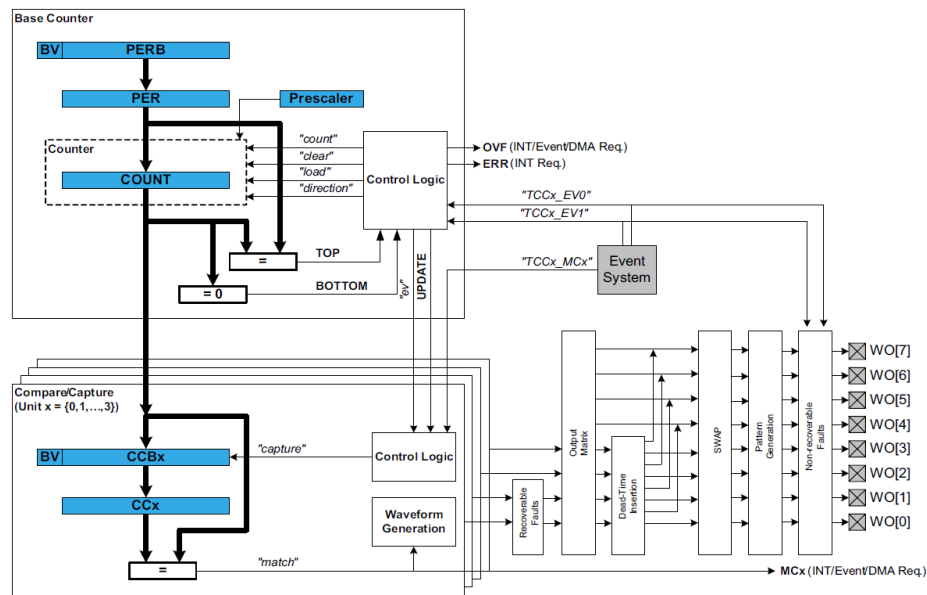 Base Counter
BV PERB
PER
Prescaler
Counter
COUNT
"count"
"clear"
"load"
"direction"
Control Logic
OVF (INT/Event/DMA Req.)
ERR (INT Req.)
"TCCx_EV0"
"TCCx_EV1"
"TCCx_MCx"
Event
System
=
TOP
= 0
BOTTOM
"ev"
UPDATE
Compare/Capture
(Unit x = {0,1,…,3})
BV CCBx
CCx
"capture"
Control Logic
Waveform
Generation
=
"match"
Recoverable
Faults
Output
Matrix
Dead-Time
Insertion
SWAP
Pattern
Generation
Non-recoverable
Faults
WO[7]
WO[6]
WO[5]
WO[4]
WO[3]
WO[2]
WO[1]
WO[0]
MCx (INT/Event/DMA Req.)